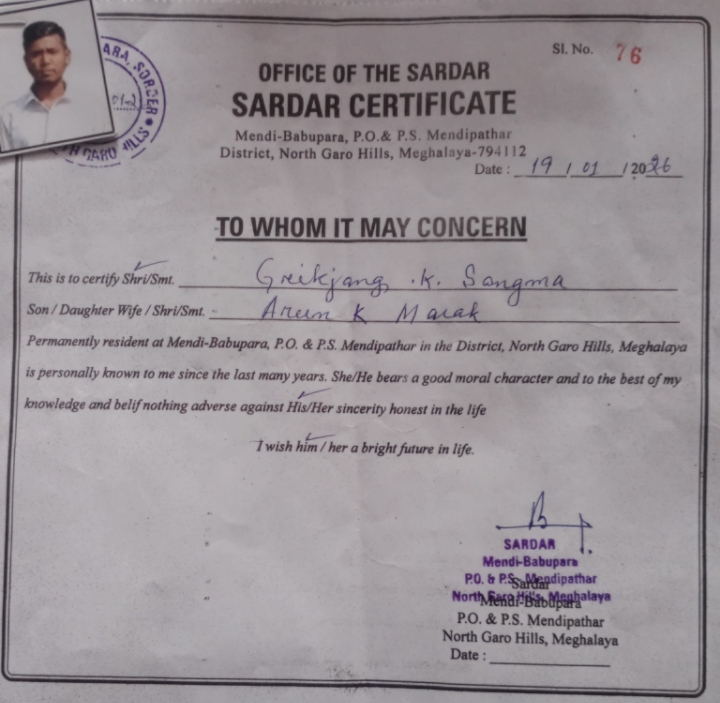 Sl. No. 76
OFFICE OF THE SARDAR
SARDAR CERTIFICATE
Mendi-Babupara, P.O.& P.S. Mendipathar
District, North Garo Hills, Meghalaya-794112
Date : 19 / 01 / 2026
TO WHOM IT MAY CONCERN
This is to certify Shri/Smt. Greikjang .K. Sangma
Son / Daughter Wife / Shri/Smt. Arun K Marak
Permanently resident at Mendi-Babupara, P.O. & P.S. Mendipathar in the District, North Garo Hills, Meghalaya
is personally known to me since the last many years. She/He bears a good moral character and to the best of my
knowledge and belif nothing adverse against His/Her sincerity honest in the life
I wish him / her a bright future in life.
SARDAR
Mendi-Babupara
P.O. & P.S. Mendipathar
North Garo Hills, Meghalaya
Sardar
Mendi-Babupara
P.O. & P.S. Mendipathar
North Garo Hills, Meghalaya
Date :